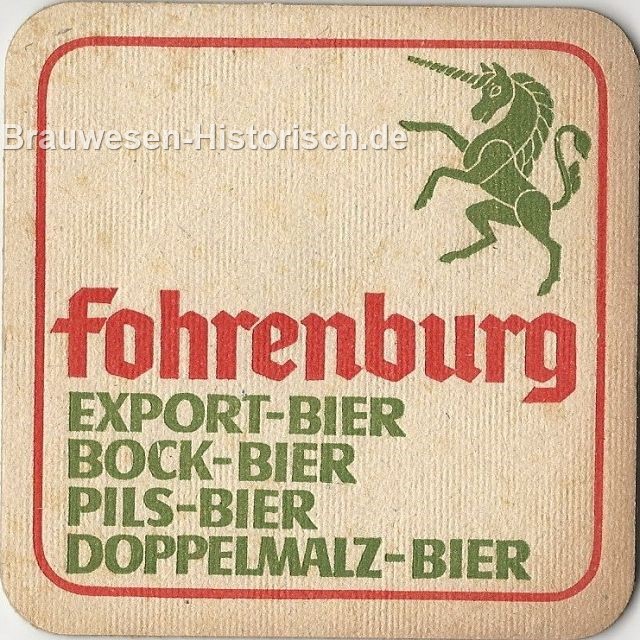 Brauwesen-Historisch.de
fohrenburg
EXPORT-BIER
BOCK-BIER
PILS-BIER
DOPPELMALZ-BIER